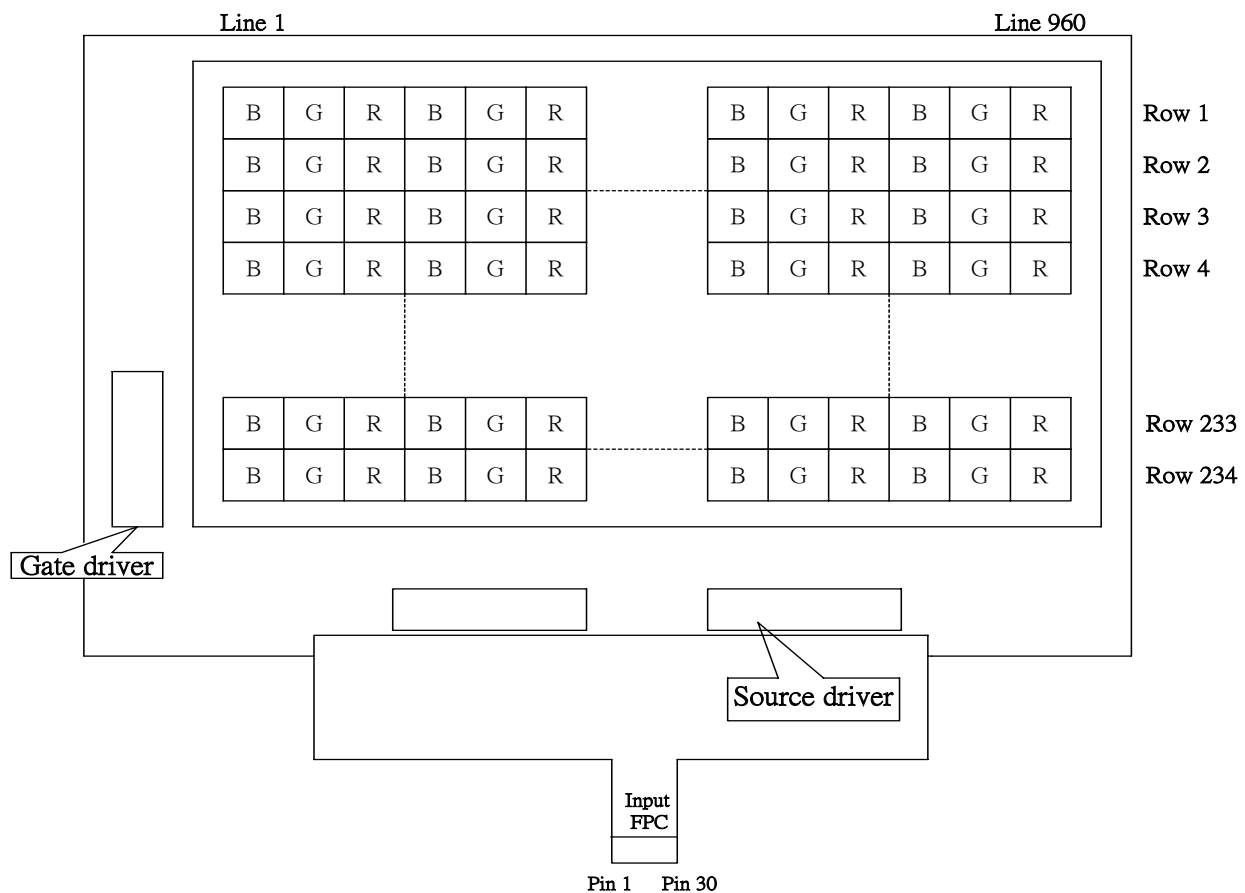 Line 1 Line 960
B G R B G R B G R B G R Row 1
B G R B G R B G R B G R Row 2
B G R B G R B G R B G R Row 3
B G R B G R B G R B G R Row 4
B G R B G R B G R B G R Row 233
B G R B G R B G R B G R Row 234
Gate driver
Source driver
Input
FPC
Pin 1 Pin 30